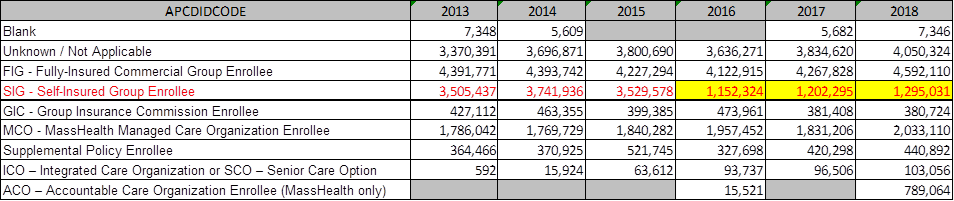 APCDIDCODE 2013 2014 2015 2016 2017 2018
Blank 7,348 5,609 5,682 7,346
Unknown / Not Applicable 3,370,391 3,696,871 3,800,690 3,636,271 3,834,620 4,050,324
FIG - Fully-Insured Commercial Group Enrollee 4,391,771 4,393,742 4,227,294 4,122,915 4,267,828 4,592,110
SIG - Self-Insured Group Enrollee 3,505,437 3,741,936 3,529,578 1,152,324 1,202,295 1,295,031
GIC - Group Insurance Commission Enrollee 427,112 463,355 399,385 473,961 381,408 380,724
MCO - MassHealth Managed Care Organization Enrollee 1,786,042 1,769,729 1,840,282 1,957,452 1,831,206 2,033,110
Supplemental Policy Enrollee 364,466 370,925 521,745 327,698 420,298 440,892
ICO – Integrated Care Organization or SCO – Senior Care Option 592 15,924 63,612 93,737 96,506 103,056
ACO – Accountable Care Organization Enrollee (MassHealth only) 15,521 789,064